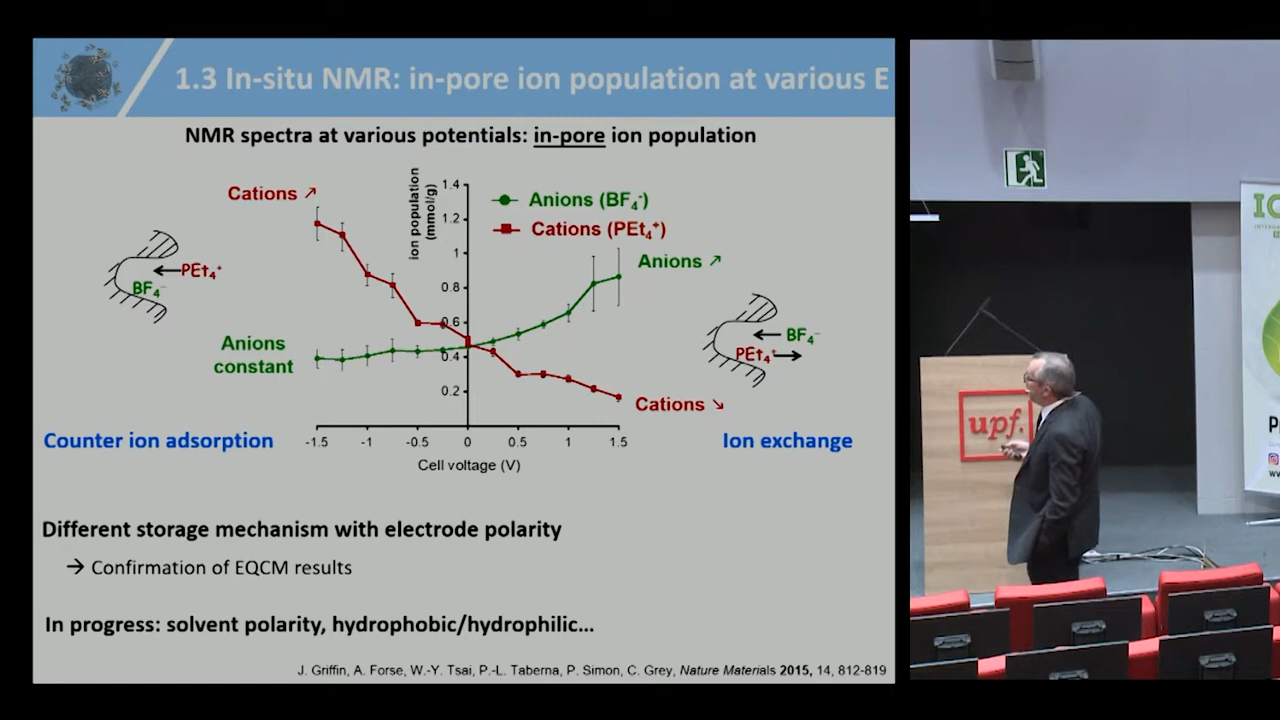 1.3 In-situ NMR: in-pore ion population at various E
NMR spectra at various potentials: in-pore ion population
Cations ↗
ion population
(mmol/g)
1.4
1.2
1
0.8
0.6
0.4
0.2
Anions (BF₄⁻)
Cations (PEt₄⁺)
Anions ↗
PEt₄⁺
BF₄⁻
Anions
constant
BF₄⁻
PEt₄⁺
Cations ↘
Counter ion adsorption
-1.5
-1
-0.5
0
0.5
1
1.5
Cell voltage (V)
Ion exchange
Different storage mechanism with electrode polarity
→ Confirmation of EQCM results
In progress: solvent polarity, hydrophobic/hydrophilic...
J. Griffin, A. Forse, W.-Y. Tsai, P.-L. Taberna, P. Simon, C. Grey, Nature Materials 2015, 14, 812-819
upf.